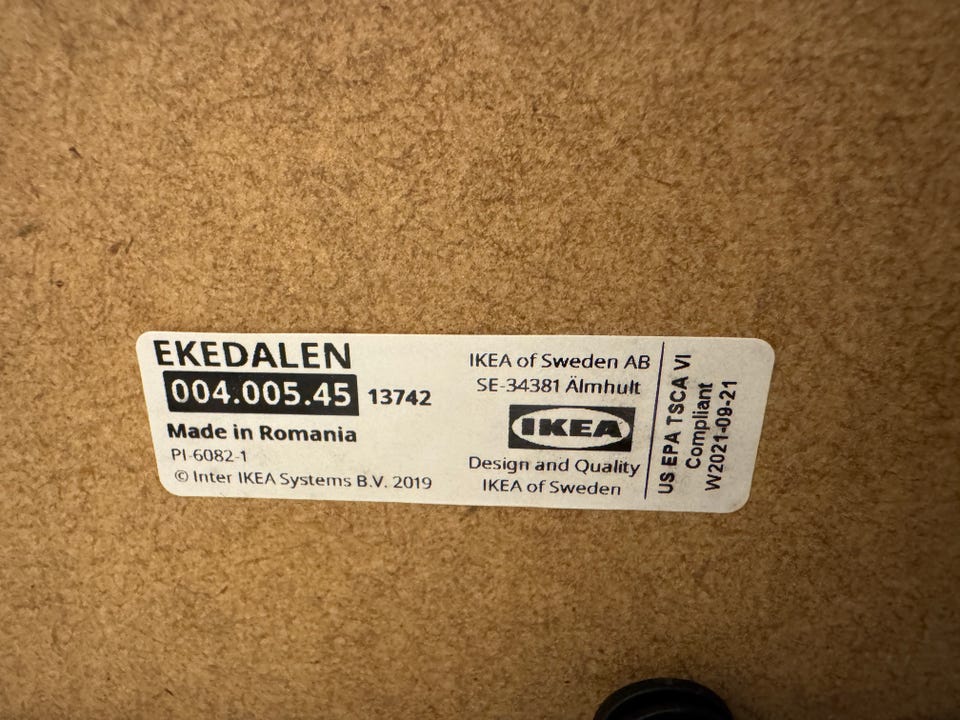 EKEDALEN
004.005.45 13742
Made in Romania
PI-6082-1
© Inter IKEA Systems B.V. 2019
IKEA of Sweden AB
SE-34381 Älmhult
IKEA
Design and Quality
IKEA of Sweden
US EPA TSCA VI
Compliant
W2021-09-21